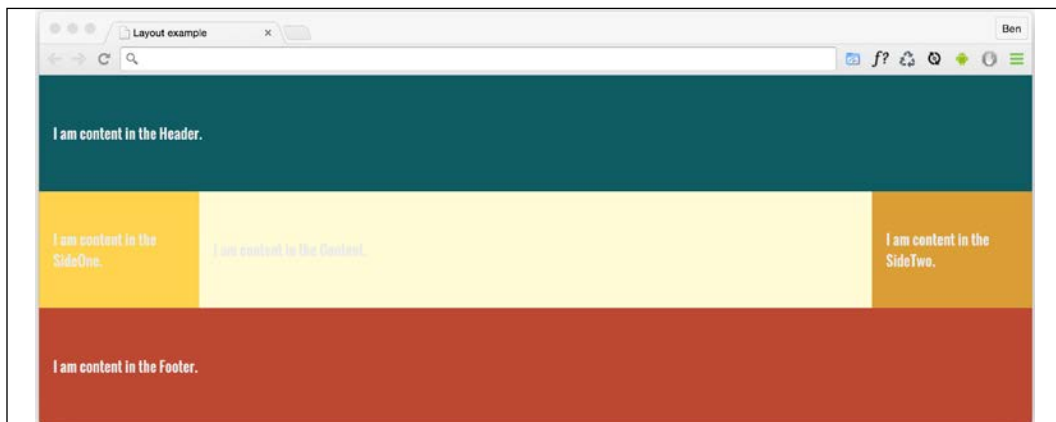 Layout example
Ben
f?
I am content in the Header.
I am content in the
SideOne.
I am content in the Content.
I am content in the
SideTwo.
I am content in the Footer.